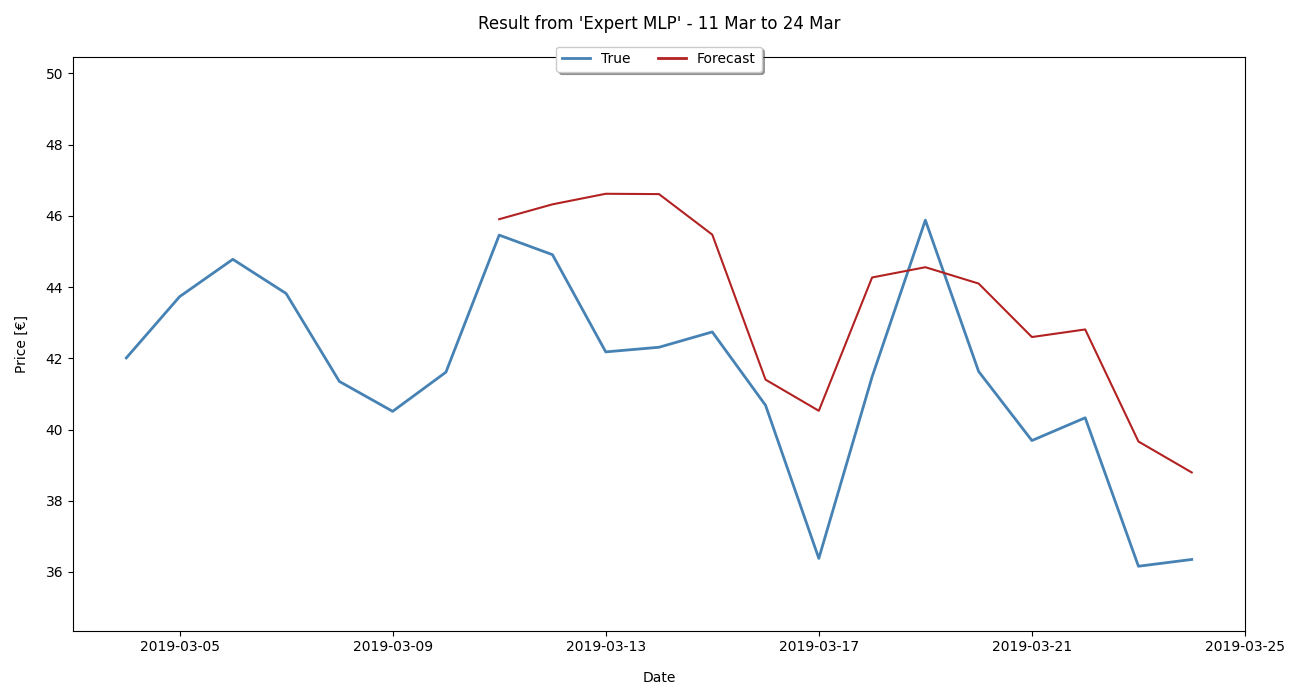 Result from 'Expert MLP' - 11 Mar to 24 Mar
True Forecast
50
48
46
44
42
40
38
36
Price [€]
2019-03-05 2019-03-09 2019-03-13 2019-03-17 2019-03-21 2019-03-25
Date